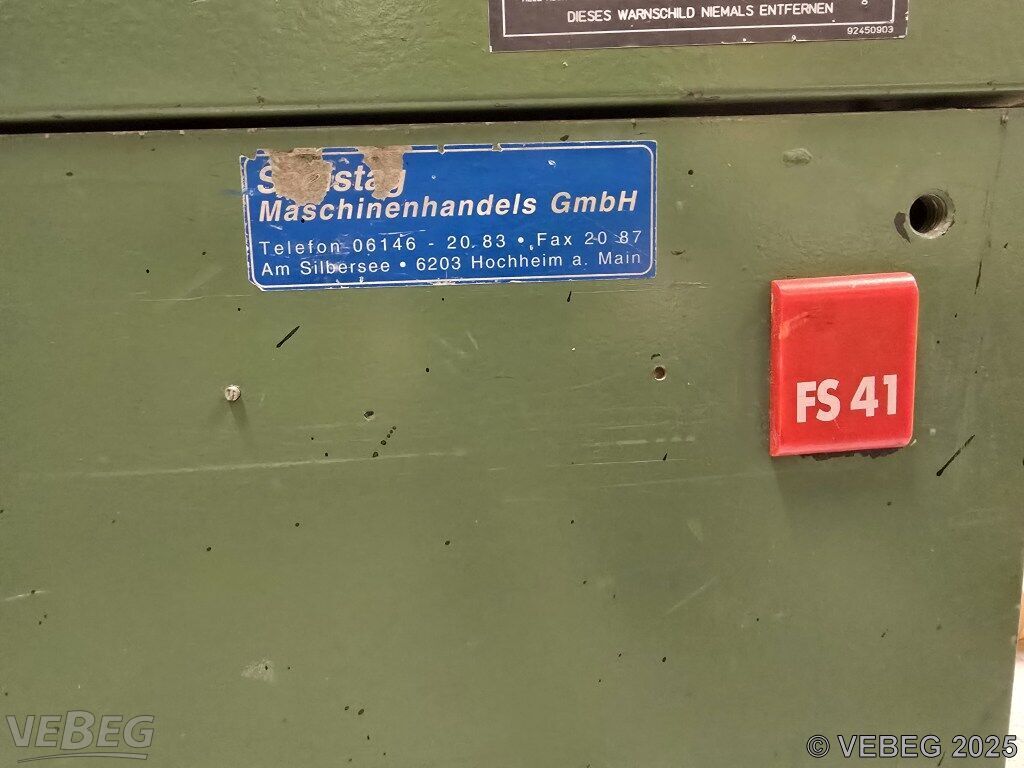 DIESES WARNSCHILD NIEMALS ENTFERNEN
92450903
Maschinenhandels GmbH
Telefon 06146 - 20 83 • Fax 20 87
Am Silbersee • 6203 Hochheim a. Main
FS 41
VEBEG
© VEBEG 2025